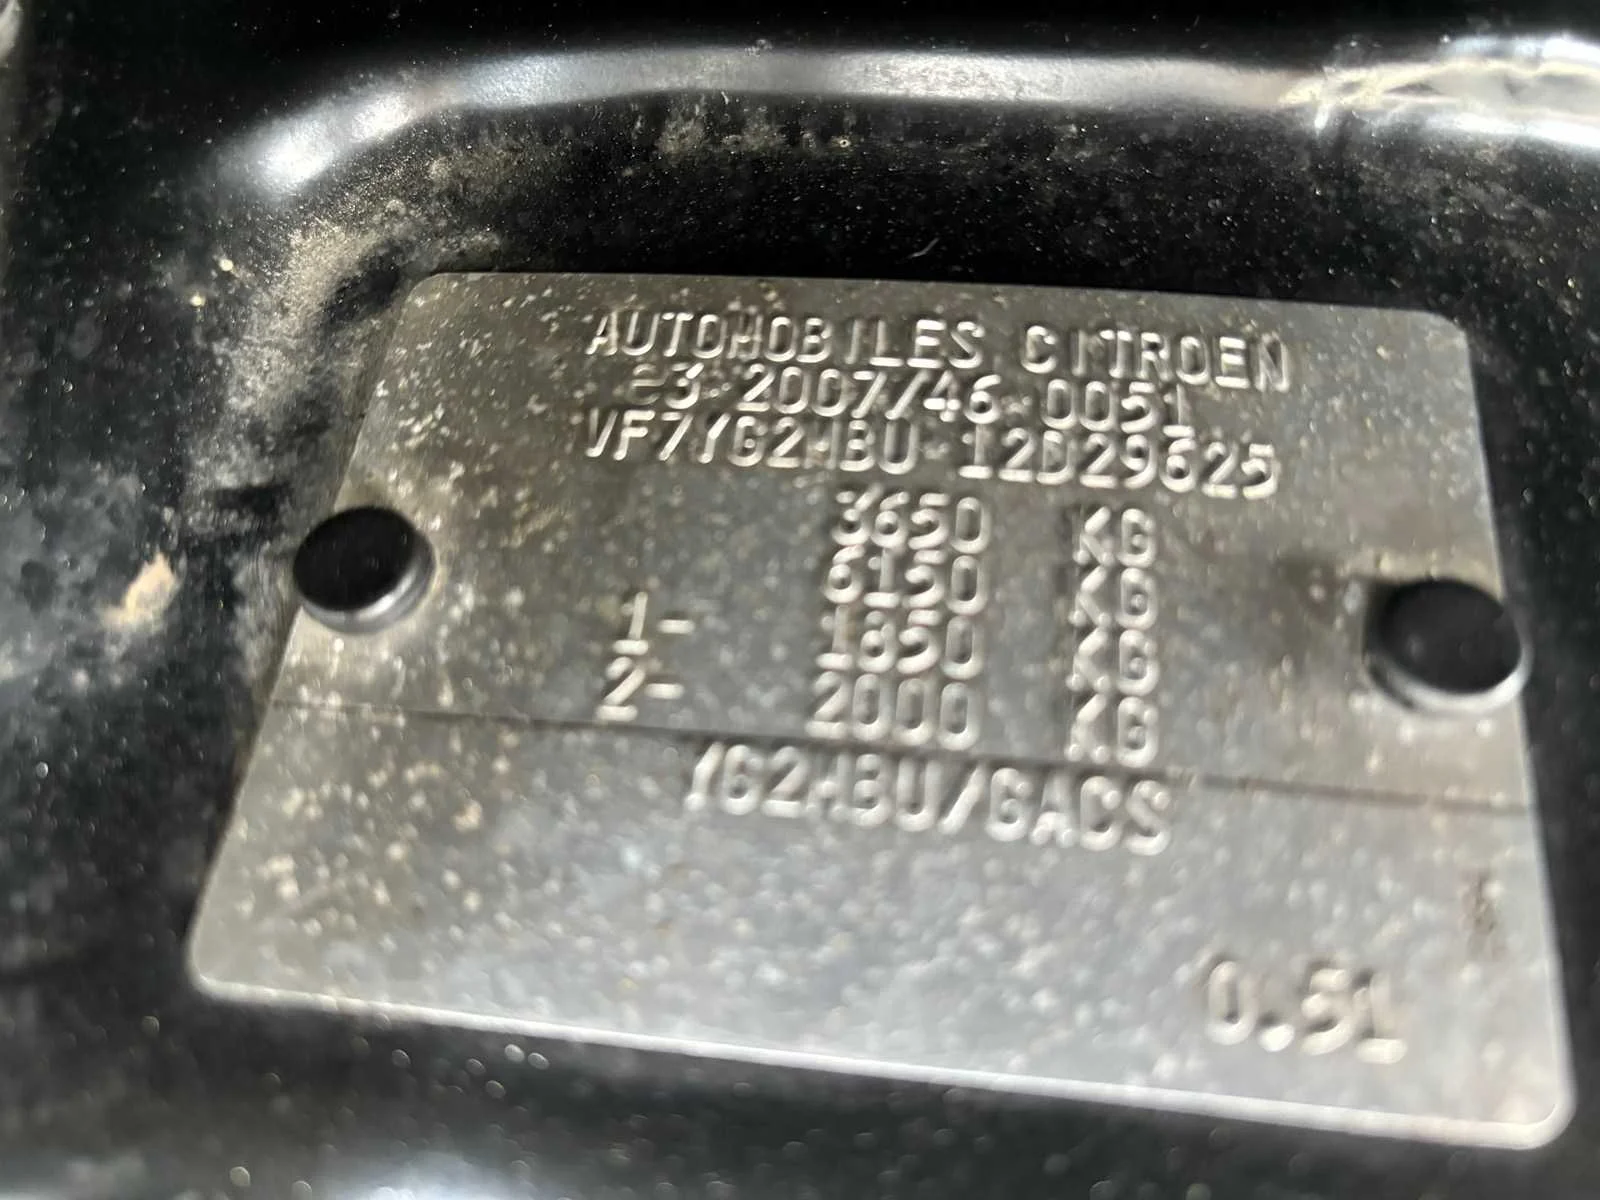 AUTOMOBILES CITROEN
e3*2007/46*0051
VF7YG2MBU 12D29625
3650 KG
6150 KG
1- 1850 KG
2- 2000 KG
YG2MBU/GACS
0.51